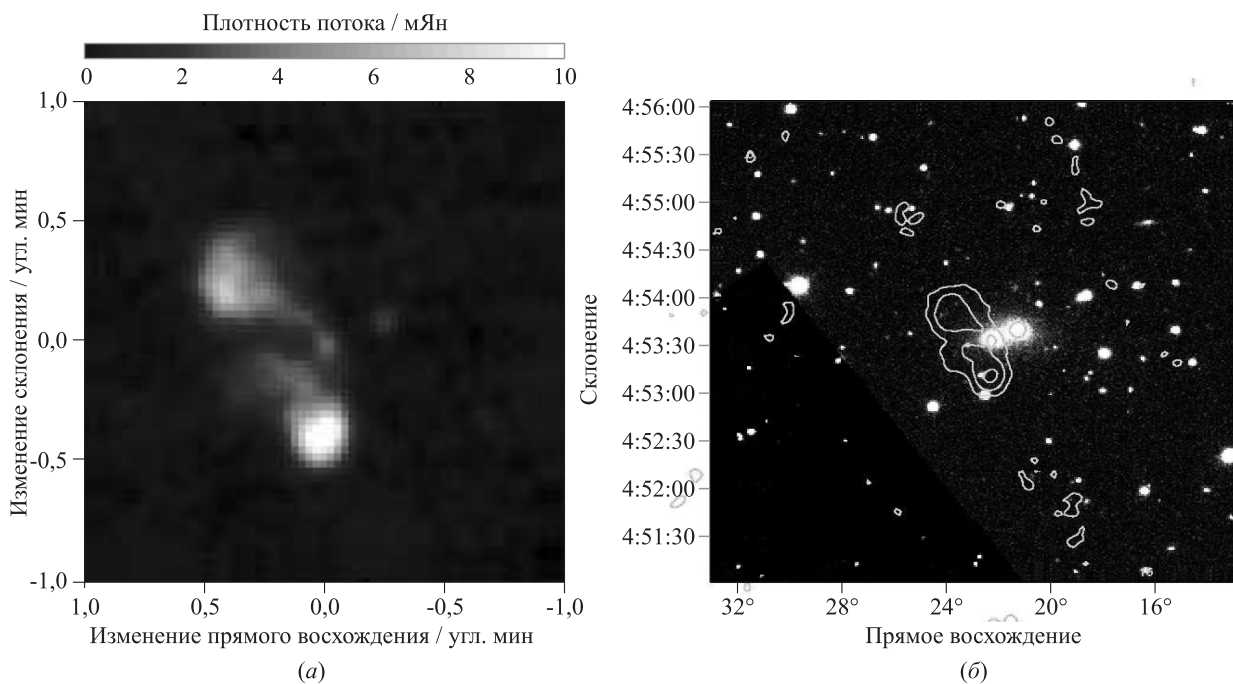 Плотность потока / мЯн
0 2 4 6 8 10
1,0
0,5
0,0
-0,5
-1,0
Изменение склонения / угл. мин
1,0 0,5 0,0 -0,5 -1,0
Изменение прямого восхождения / угл. мин
(а)
4:56:00
4:55:30
4:55:00
4:54:30
4:54:00
4:53:30
4:53:00
4:52:30
4:52:00
4:51:30
Склонение
32° 28° 24° 20° 16°
Прямое восхождение
(б)